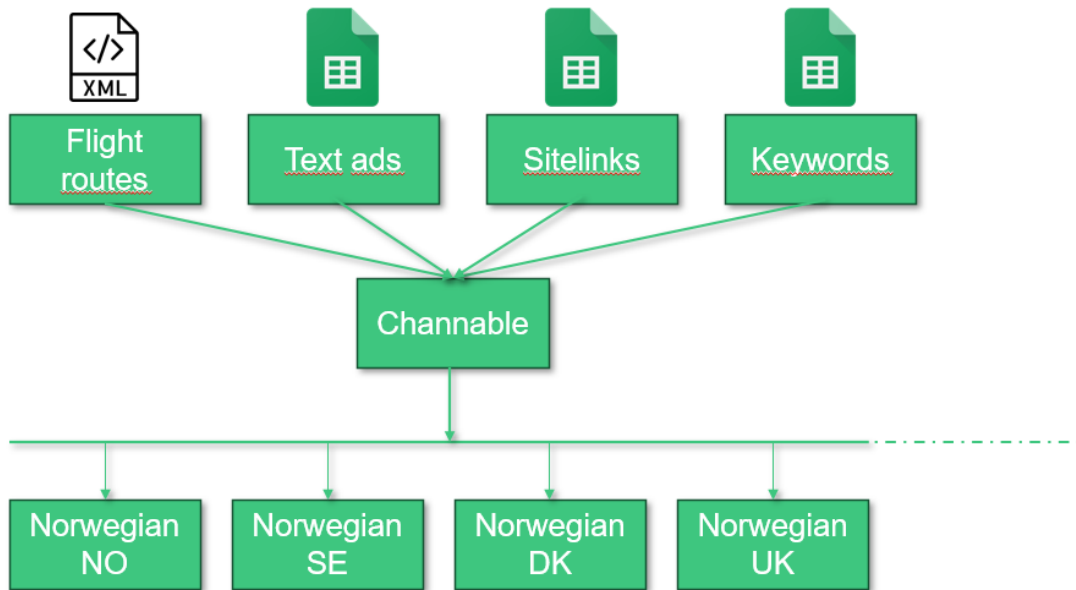 </>
XML
Flight
routes
Text ads
Sitelinks
Keywords
Channable
Norwegian
NO
Norwegian
SE
Norwegian
DK
Norwegian
UK